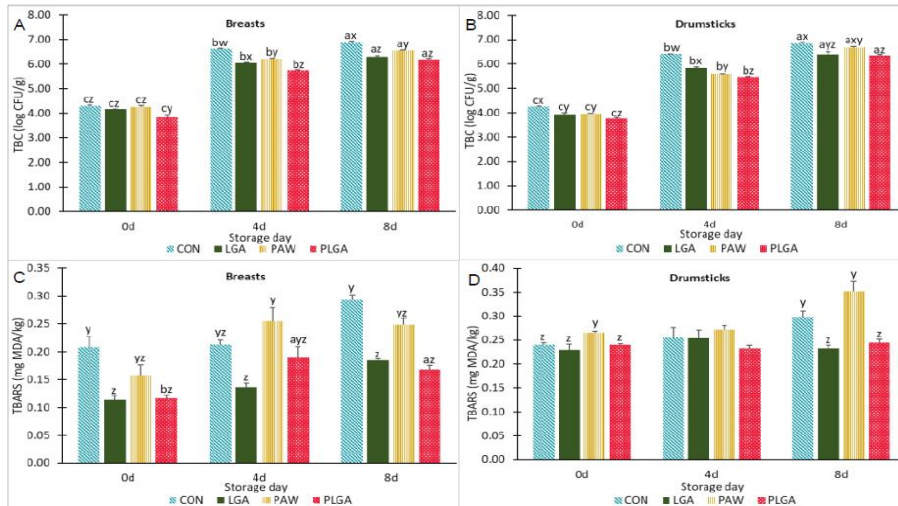 A
Breasts
TBC (log CFU/g)
8.00
7.00
6.00
5.00
4.00
3.00
2.00
1.00
0.00
cz cz cz cy
bw bx by bz
ax az ay az
0d 4d 8d
Storage day
CON LGA PAW PLGA
B
Drumsticks
TBC (log CFU/g)
8.00
7.00
6.00
5.00
4.00
3.00
2.00
1.00
0.00
cx cy cy cz
bw bx by bz
ax ayz axy az
0d 4d 8d
Storage day
CON LGA PAW PLGA
C
Breasts
TBARS (mg MDA/kg)
0.35
0.30
0.25
0.20
0.15
0.10
0.05
0.00
y z yz bz
yz z y ayz
y z yz az
0d 4d 8d
Storage day
CON LGA PAW PLGA
D
Drumsticks
TBARS (mg MDA/kg)
0.40
0.35
0.30
0.25
0.20
0.15
0.10
0.05
0.00
z z y z
y z y z
0d 4d 8d
Storage day
CON LGA PAW PLGA